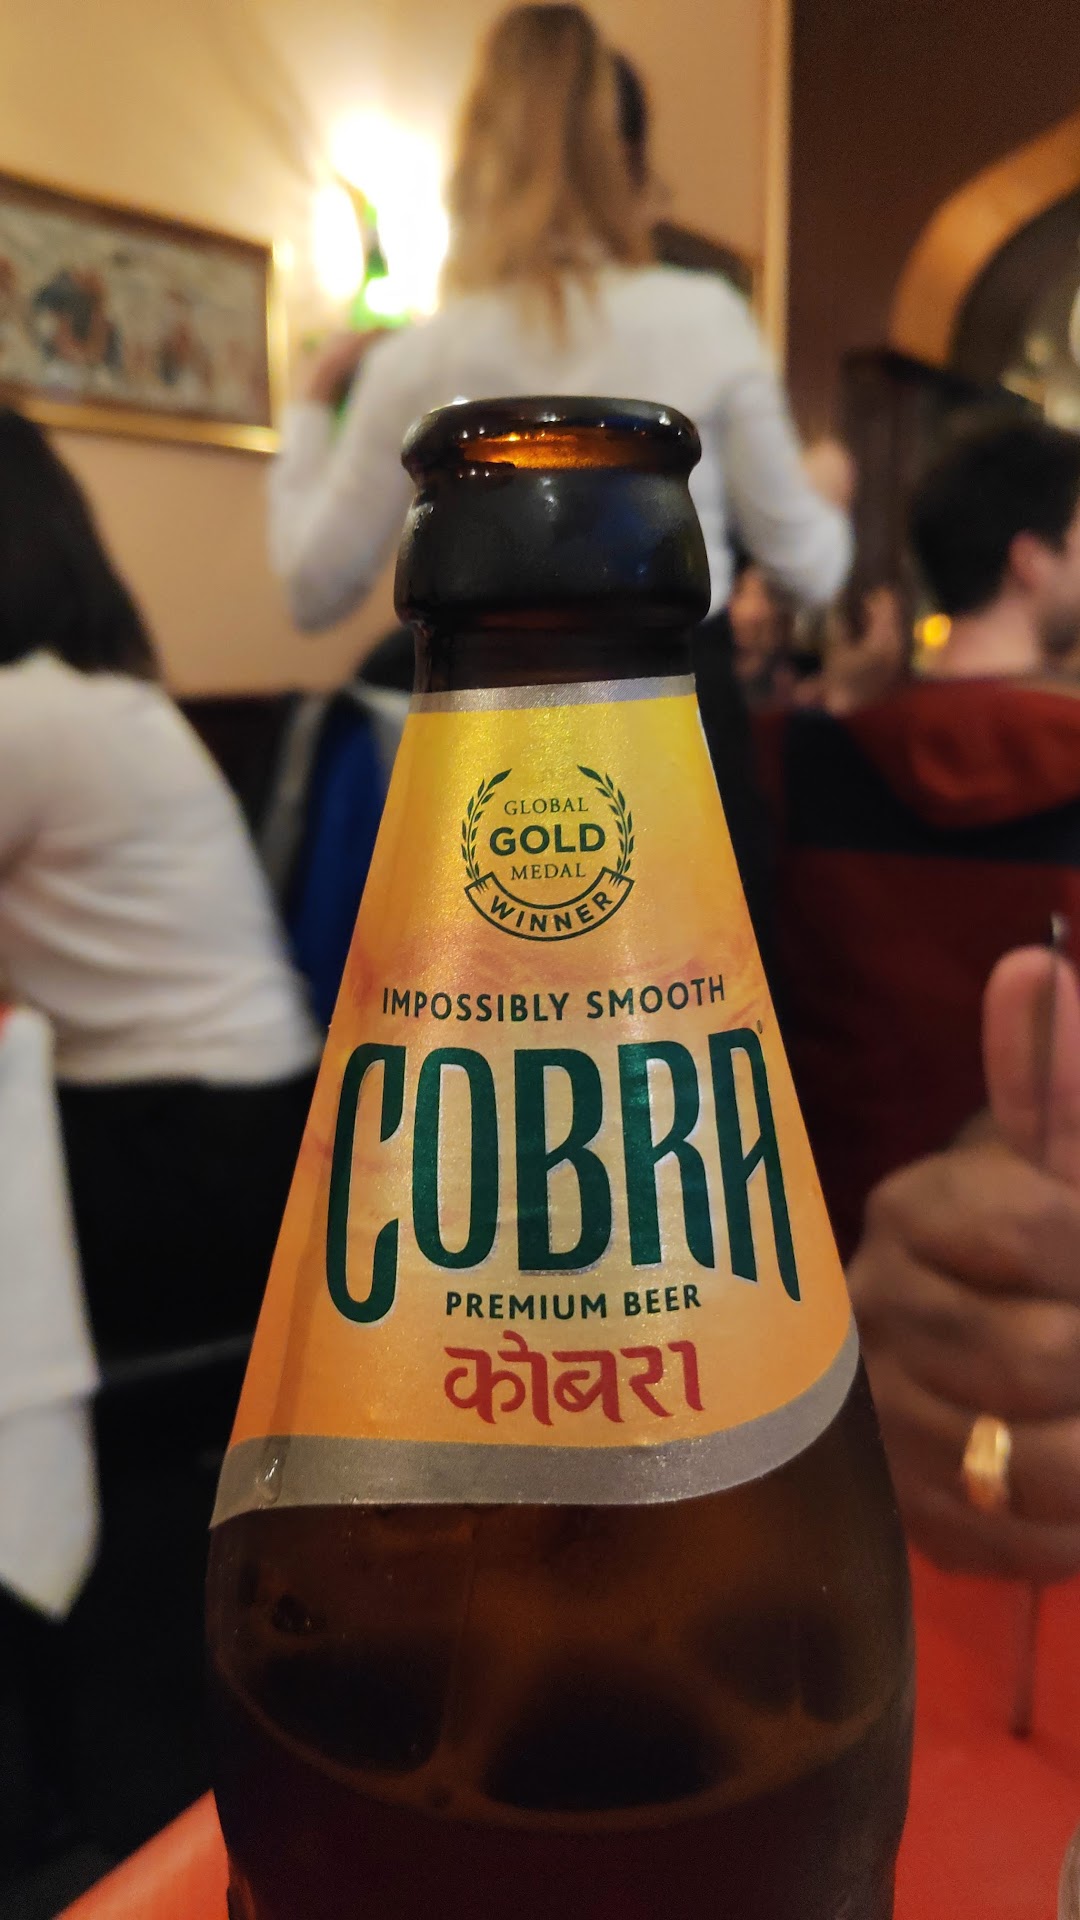 GLOBAL
GOLD
MEDAL
WINNER
IMPOSSIBLY SMOOTH
COBRA®
PREMIUM BEER
कोबरा